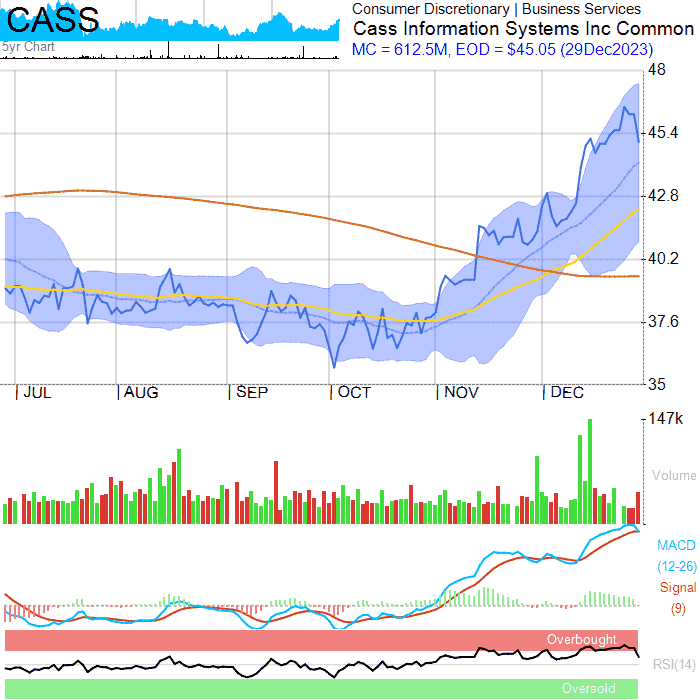 CASS
5yr Chart
Consumer Discretionary | Business Services
Cass Information Systems Inc Common
MC = 612.5M, EOD = $45.05 (29Dec2023)
48
45.4
42.8
40.2
37.6
35
JUL AUG SEP OCT NOV DEC
147k
Volume
MACD
(12-26)
Signal
(9)
Overbought
RSI(14)
Oversold